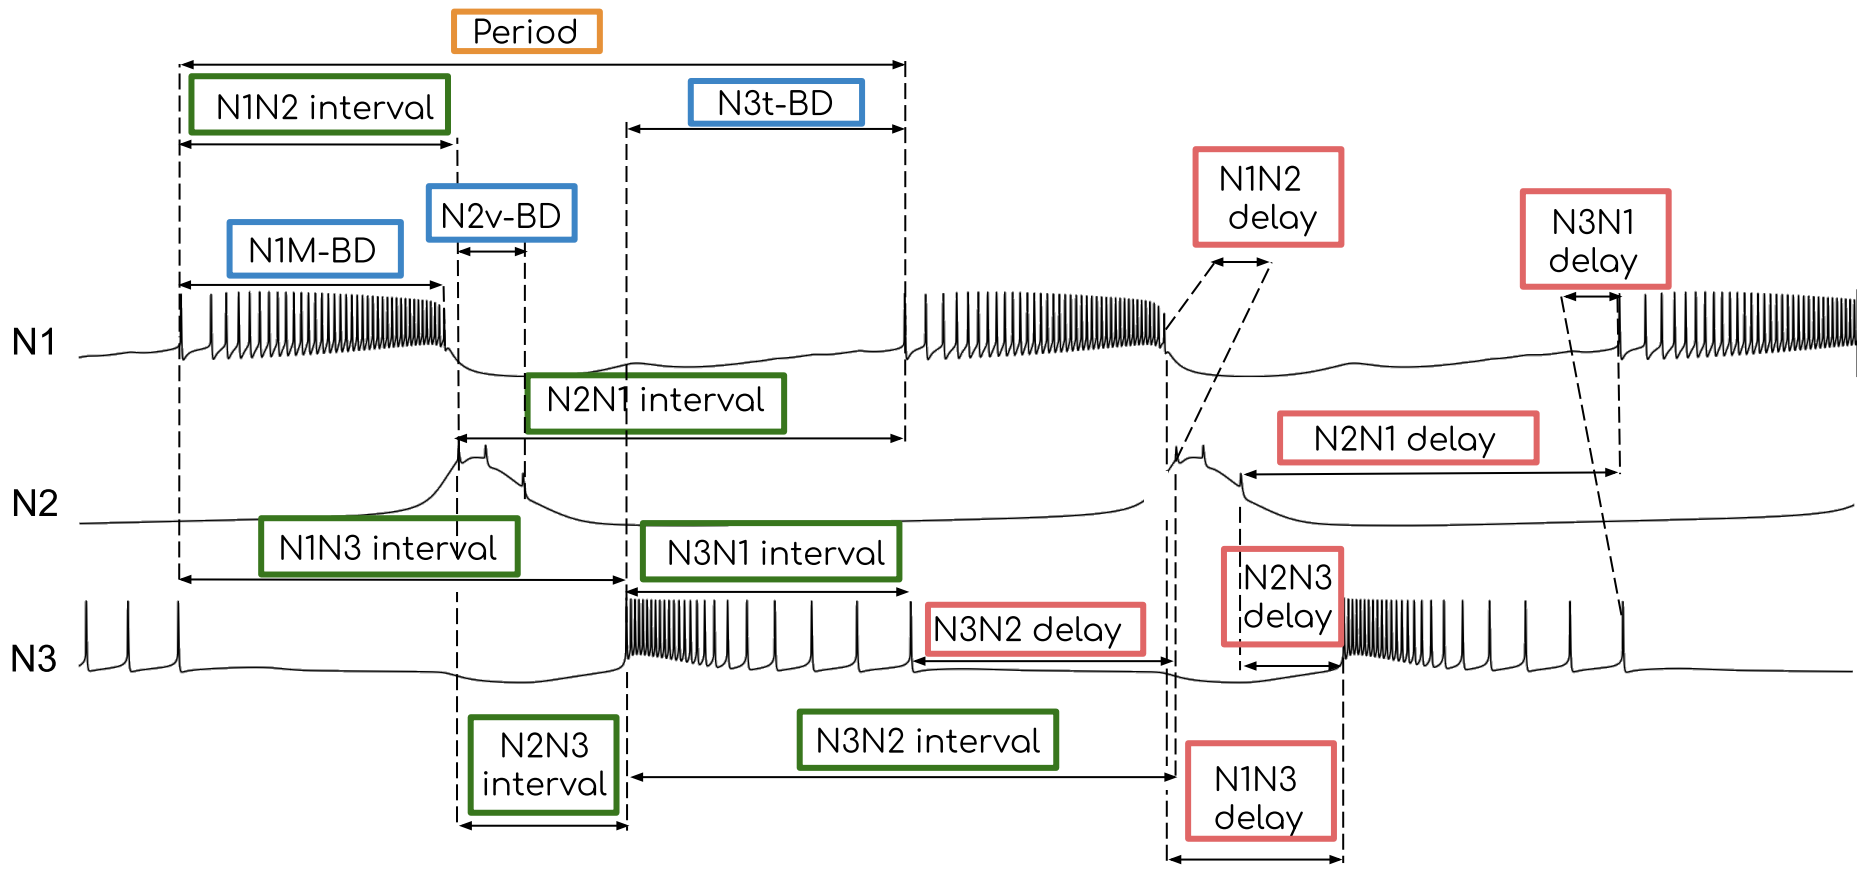 Period
N1N2 interval
N3t-BD
N1N2
delay
N2v-BD
N3N1
delay
N1M-BD
N1
N2N1 interval
N2N1 delay
N2
N1N3 interval
N3N1 interval
N2N3
delay
N3N2 delay
N3
N2N3
interval
N3N2 interval
N1N3
delay